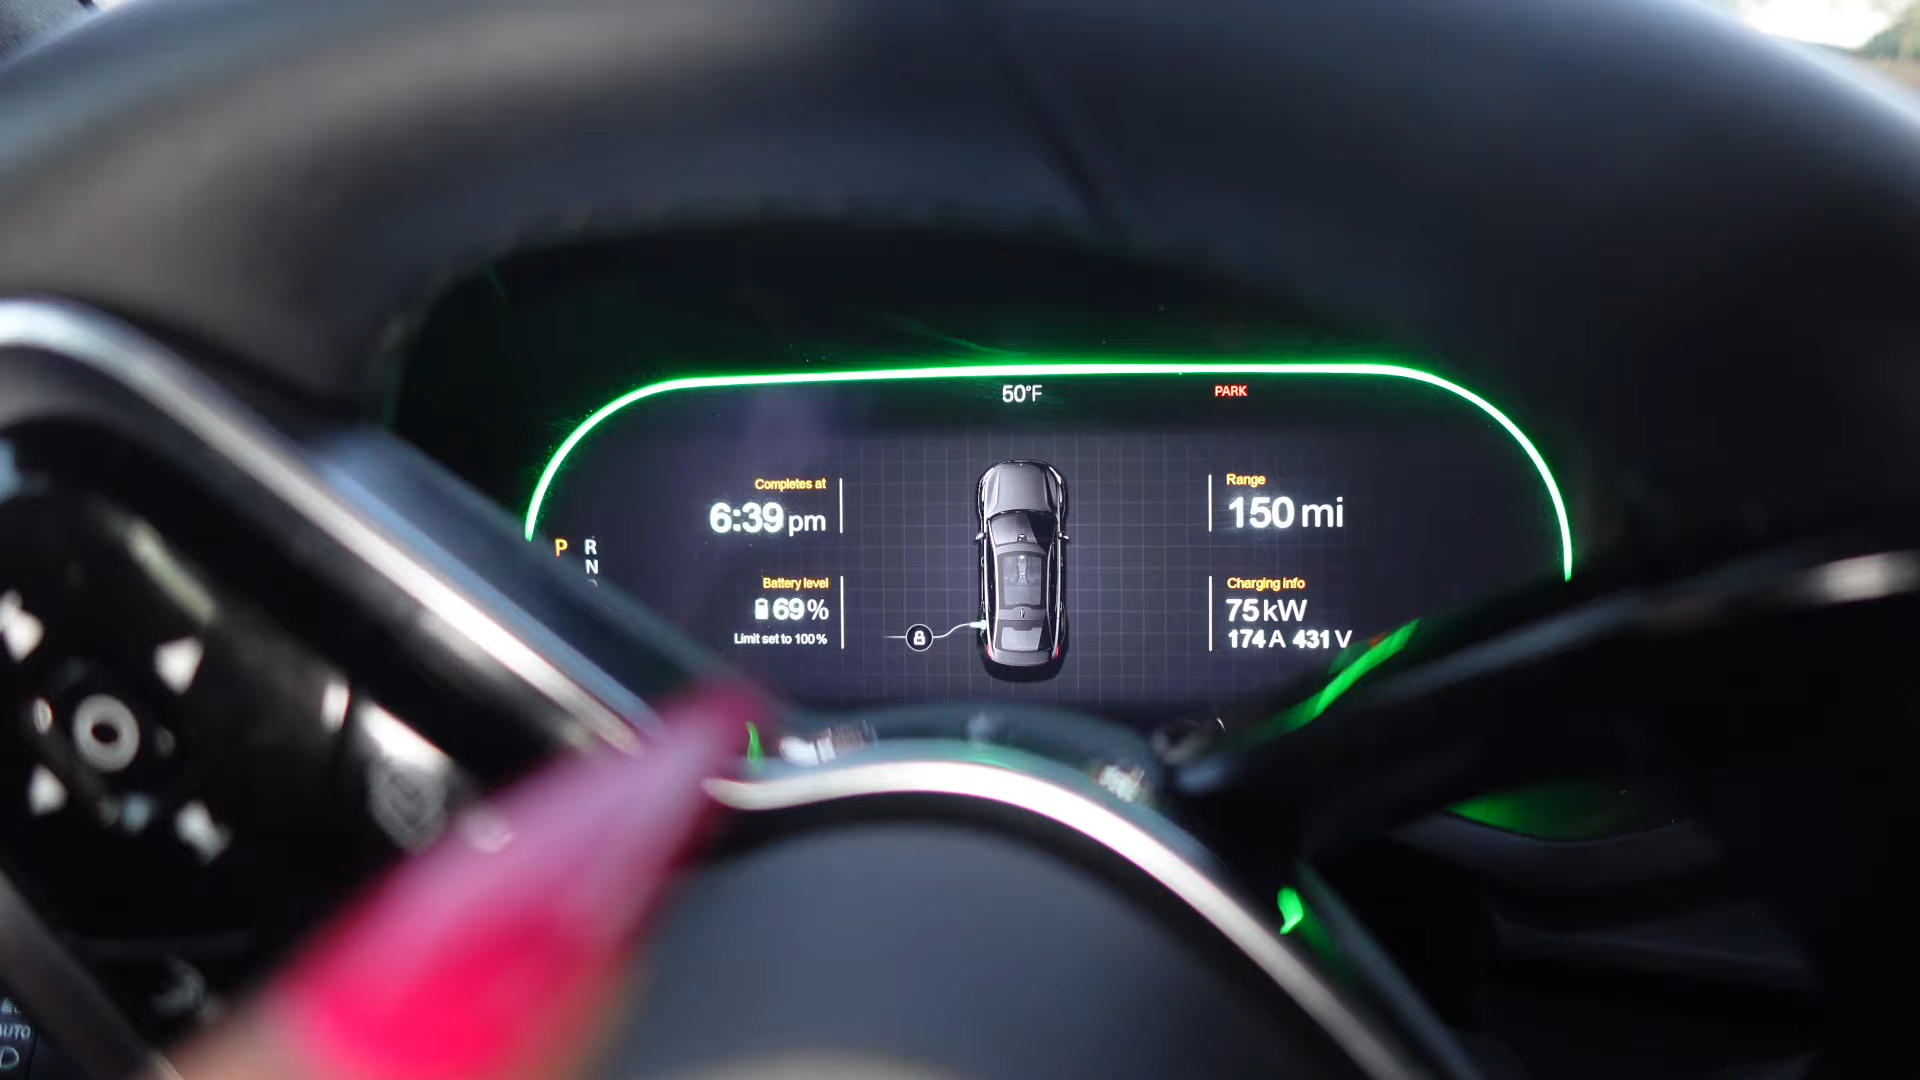 50°F
PARK
Completes at
6:39 pm
Range
150 mi
P
R
N
Battery level
69%
Limit set to 100%
Charging info
75 kW
174 A 431 V
AUTO